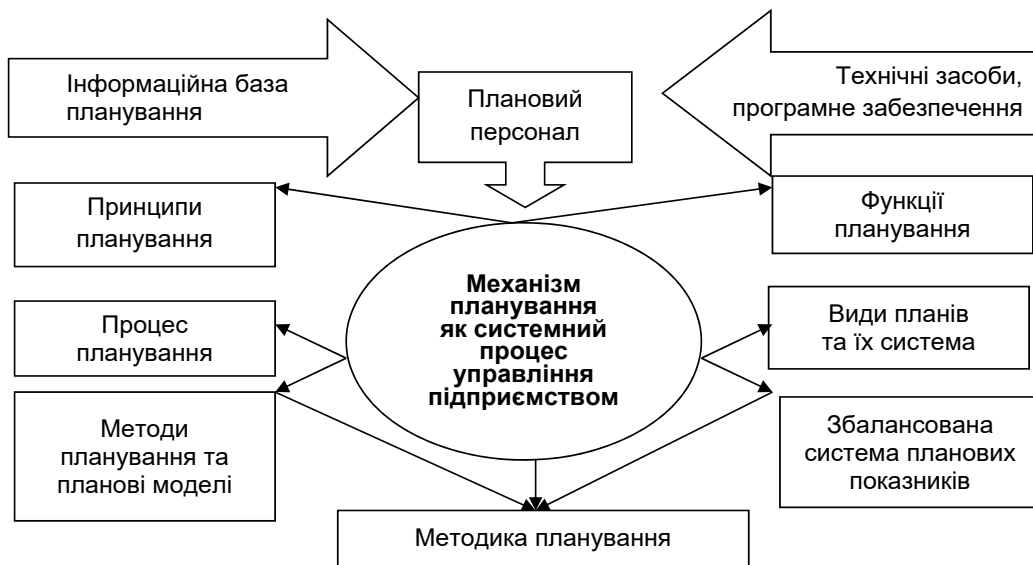 Інформаційна база
планування
Плановий
персонал
Технічні засоби,
програмне забезпечення
Принципи
планування
Функції
планування
Механізм
планування
як системний
процес
управління
підприємством
Процес
планування
Види планів
та їх система
Методи
планування та
планові моделі
Збалансована
система планових
показників
Методика планування